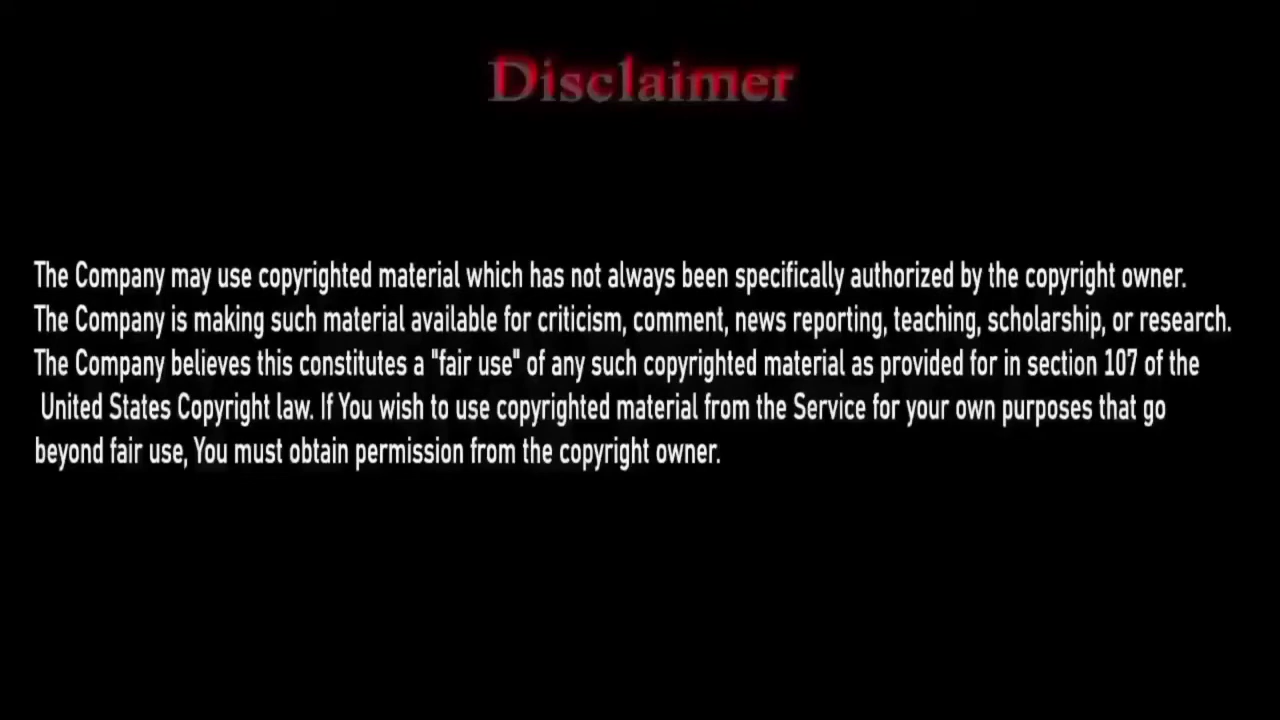 Disclaimer
The Company may use copyrighted material which has not always been specifically authorized by the copyright owner.
The Company is making such material available for criticism, comment, news reporting, teaching, scholarship, or research.
The Company believes this constitutes a "fair use" of any such copyrighted material as provided for in section 107 of the
United States Copyright law. If You wish to use copyrighted material from the Service for your own purposes that go
beyond fair use, You must obtain permission from the copyright owner.